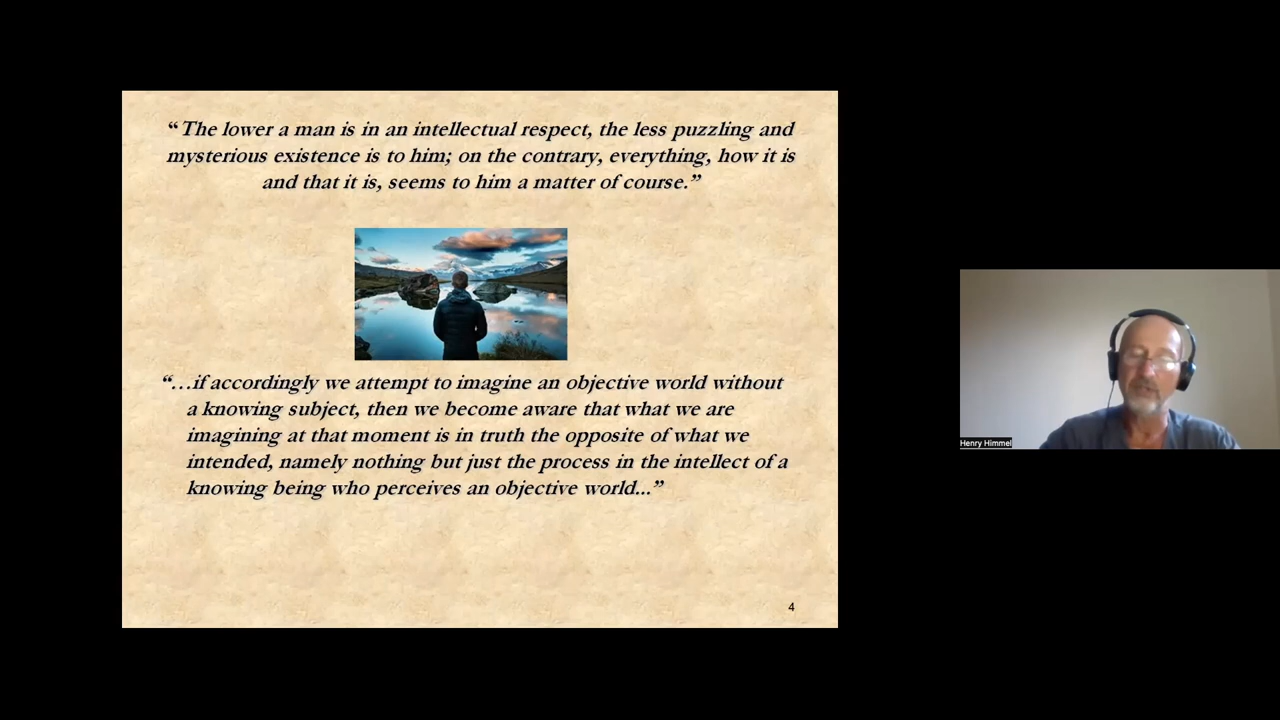 “ The lower a man is in an intellectual respect, the less puzzling and
mysterious existence is to him; on the contrary, everything, how it is
and that it is, seems to him a matter of course.”
“…if accordingly we attempt to imagine an objective world without
a knowing subject, then we become aware that what we are
imagining at that moment is in truth the opposite of what we
intended, namely nothing but just the process in the intellect of a
knowing being who perceives an objective world...”
4
Henry Himmel